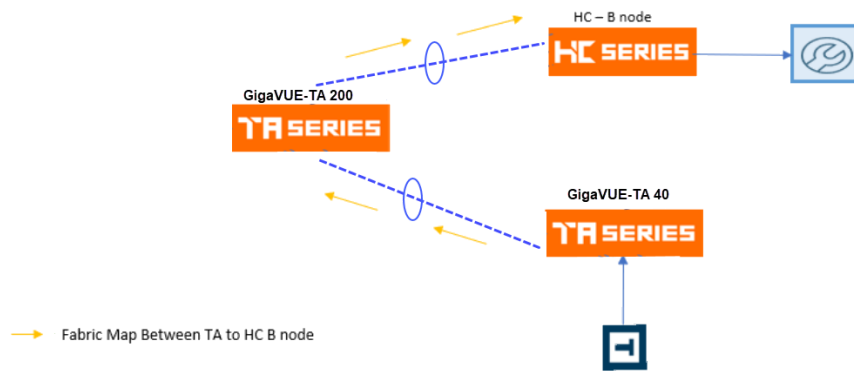 HC – B node
HC SERIES
GigaVUE-TA 200
TA SERIES
GigaVUE-TA 40
TA SERIES
T
Fabric Map Between TA to HC B node